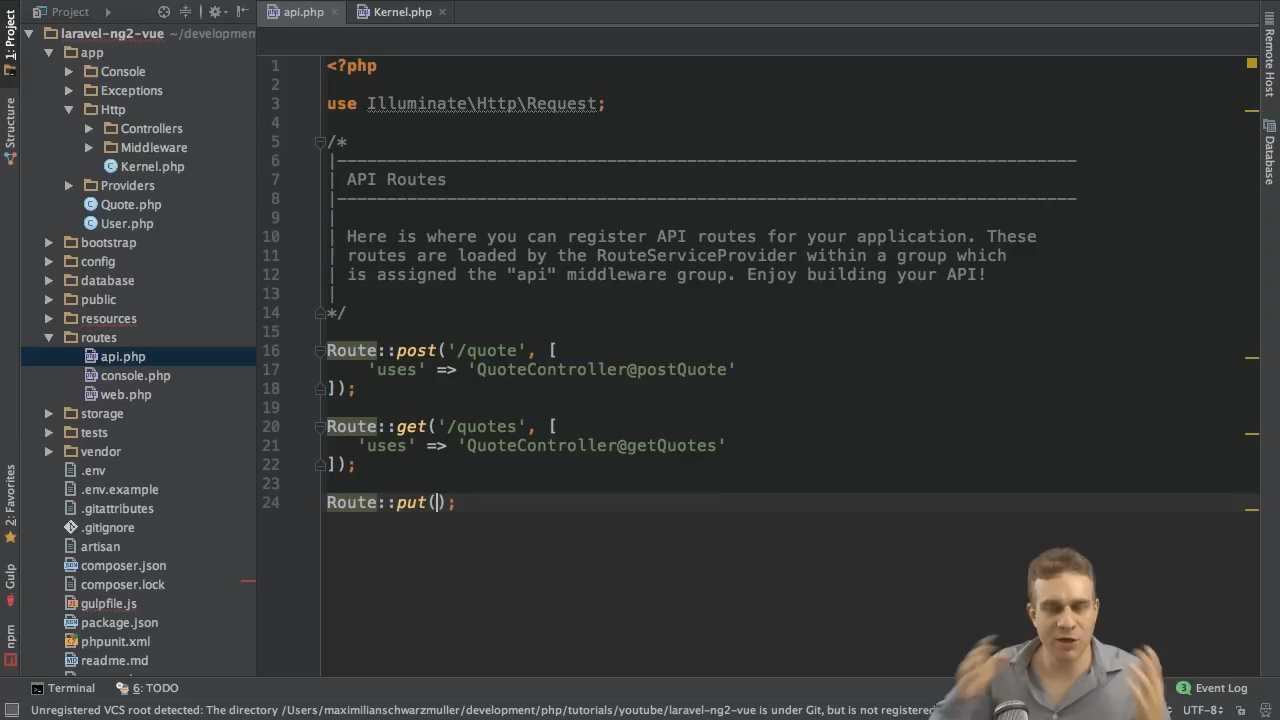 Project
api.php
Kernel.php
1: Project
Structure
2: Favorites
Gulp
npm
laravel-ng2-vue ~/development
app
Console
Exceptions
Http
Controllers
Middleware
Kernel.php
Providers
Quote.php
User.php
bootstrap
config
database
public
resources
routes
api.php
console.php
web.php
storage
tests
vendor
.env
.env.example
.gitattributes
.gitignore
artisan
composer.json
composer.lock
gulpfile.js
package.json
phpunit.xml
readme.md
1 <?php
2
3 use Illuminate\Http\Request;
4
5 /*
6 |--------------------------------------------------------------------------
7 | API Routes
8 |--------------------------------------------------------------------------
9 |
10 | Here is where you can register API routes for your application. These
11 | routes are loaded by the RouteServiceProvider within a group which
12 | is assigned the "api" middleware group. Enjoy building your API!
13 |
14 */
15
16 Route::post('/quote', [
17 'uses' => 'QuoteController@postQuote'
18 ]);
19
20 Route::get('/quotes', [
21 'uses' => 'QuoteController@getQuotes'
22 ]);
23
24 Route::put();
Remote Host
Database
Terminal
6: TODO
3 Event Log
Unregistered VCS root detected: The directory /Users/maximilianschwarzmuller/development/php/tutorials/youtube/laravel-ng2-vue is under Git, but is not registered
UTF-8